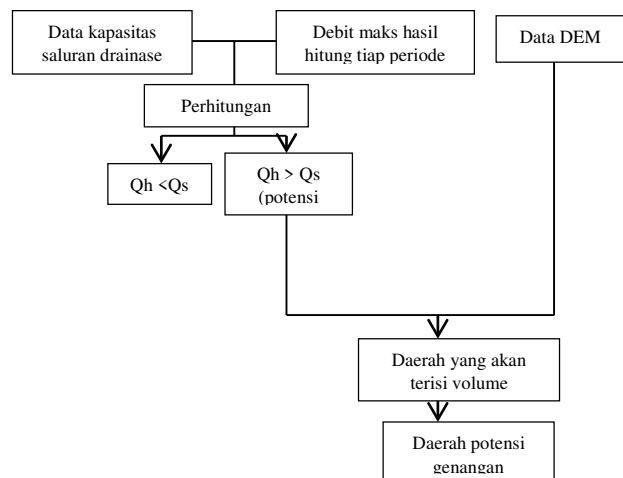 Data kapasitas
saluran drainase
Debit maks hasil
hitung tiap periode
Data DEM
Perhitungan
Qh <Qs
Qh > Qs
(potensi
Daerah yang akan
terisi volume
Daerah potensi
genangan